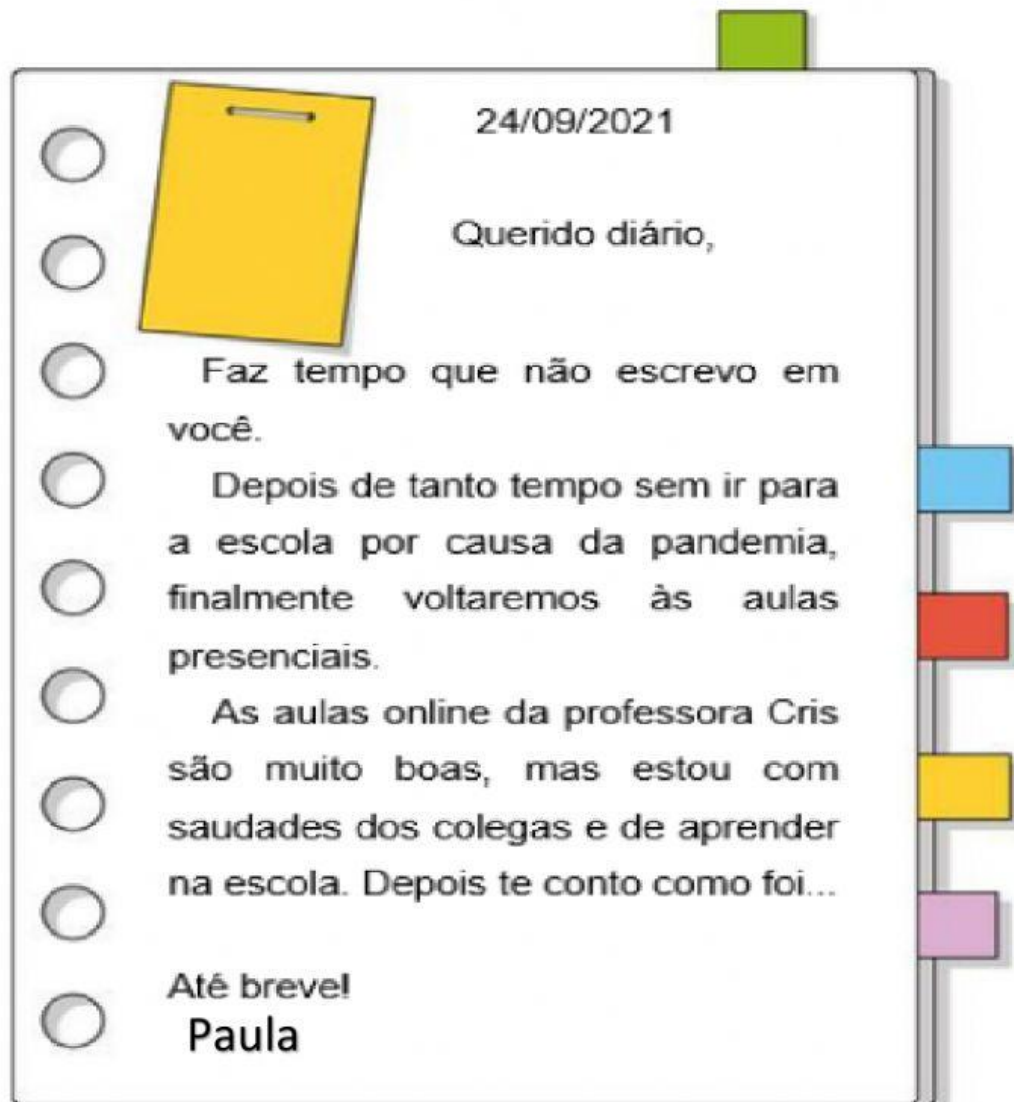 24/09/2021
Querido diário,
Faz tempo que não escrevo em
você.
Depois de tanto tempo sem ir para
a escola por causa da pandemia,
finalmente voltaremos às aulas
presenciais.
As aulas online da professora Cris
são muito boas, mas estou com
saudades dos colegas e de aprender
na escola. Depois te conto como foi...
Até breve!
Paula